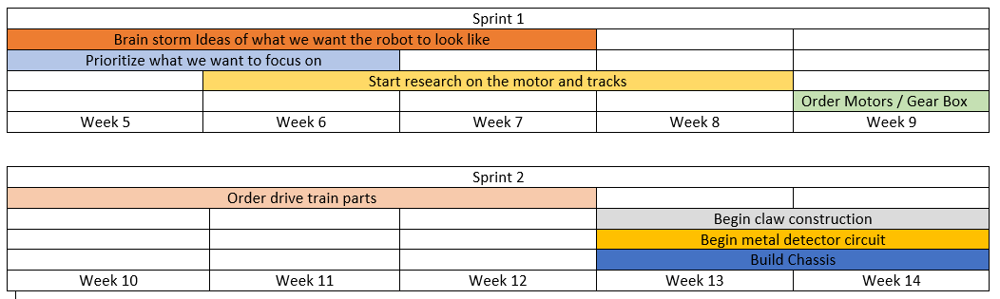 Sprint 1
Brain storm Ideas of what we want the robot to look like
Prioritize what we want to focus on
Start research on the motor and tracks
Order Motors / Gear Box
Week 5 Week 6 Week 7 Week 8 Week 9
Sprint 2
Order drive train parts
Begin claw construction
Begin metal detector circuit
Build Chassis
Week 10 Week 11 Week 12 Week 13 Week 14